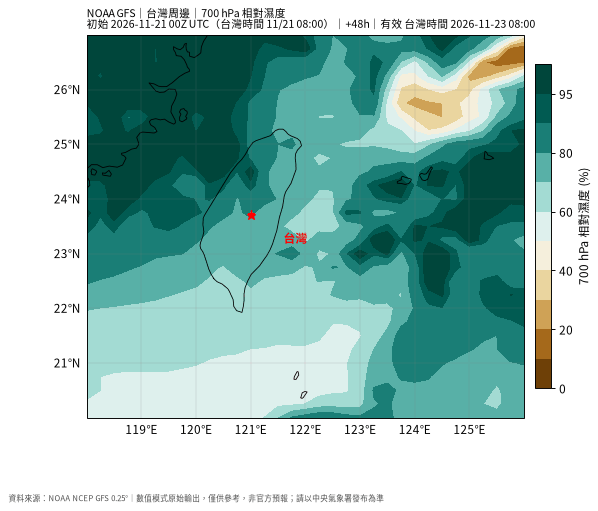 NOAA GFS｜台灣周邊｜700 hPa 相對濕度
初始 2026-11-21 00Z UTC（台灣時間 11/21 08:00）｜+48h｜有效 台灣時間 2026-11-23 08:00
26°N
25°N
24°N
23°N
22°N
21°N
119°E 120°E 121°E 122°E 123°E 124°E 125°E
台灣
95
80
60
40
20
0
700 hPa 相對濕度 (%)
資料來源：NOAA NCEP GFS 0.25°｜數值模式原始輸出，僅供參考，非官方預報；請以中央氣象署發布為準